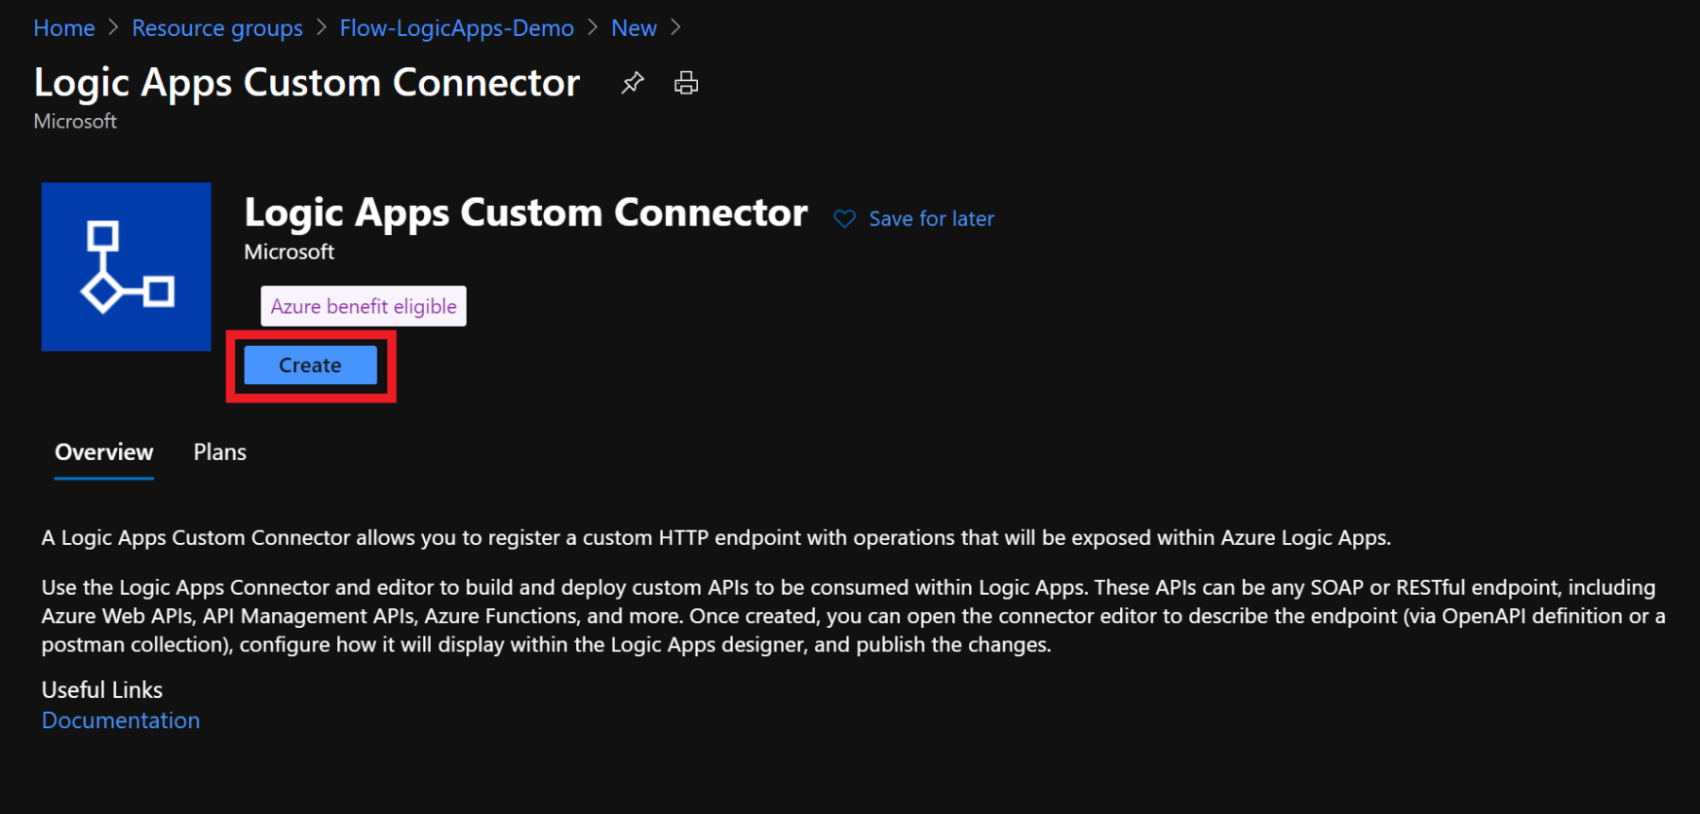 Home > Resource groups > Flow-LogicApps-Demo > New >
Logic Apps Custom Connector
Microsoft
Logic Apps Custom Connector
Save for later
Microsoft
Azure benefit eligible
Create
Overview Plans
A Logic Apps Custom Connector allows you to register a custom HTTP endpoint with operations that will be exposed within Azure Logic Apps.
Use the Logic Apps Connector and editor to build and deploy custom APIs to be consumed within Logic Apps. These APIs can be any SOAP or RESTful endpoint, including
Azure Web APIs, API Management APIs, Azure Functions, and more. Once created, you can open the connector editor to describe the endpoint (via OpenAPI definition or a
postman collection), configure how it will display within the Logic Apps designer, and publish the changes.
Useful Links
Documentation